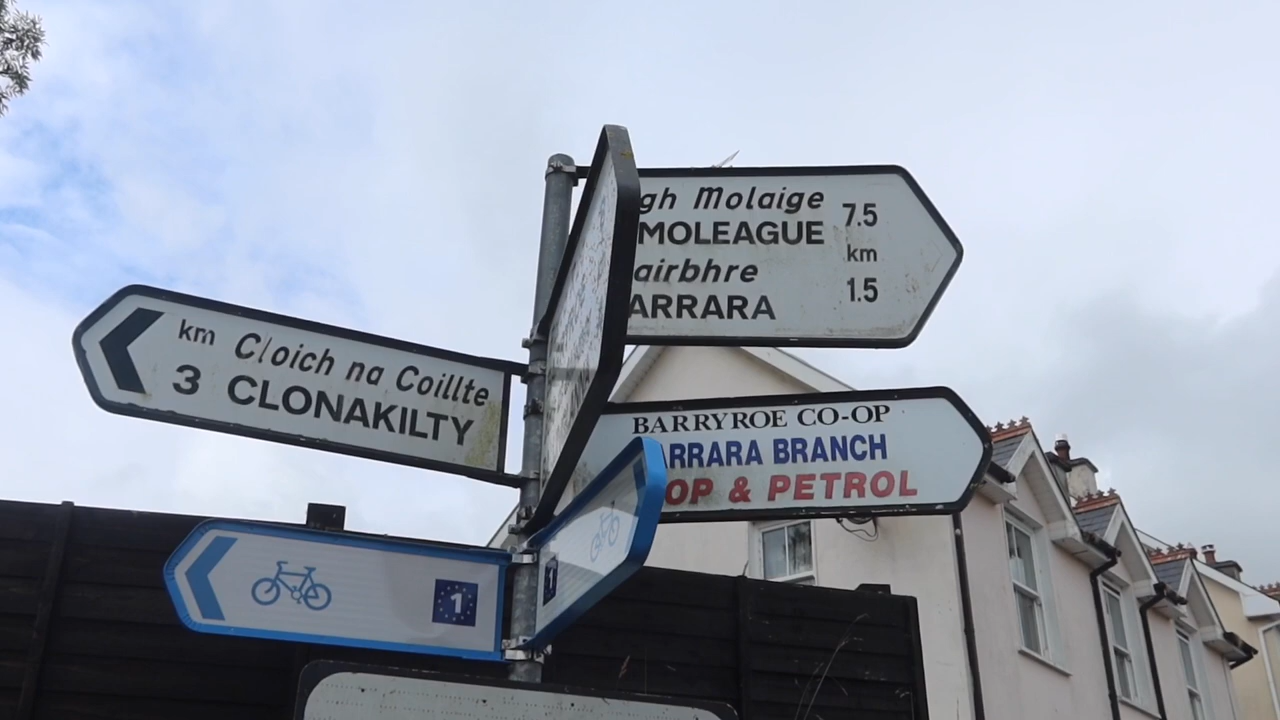 gh Molaige
MOLEAGUE 7.5
km
airbhre
ARRARA 1.5
km Cloich na Coillte
3 CLONAKILTY
BARRYROE CO-OP
ARRARA BRANCH
OP & PETROL
1
1